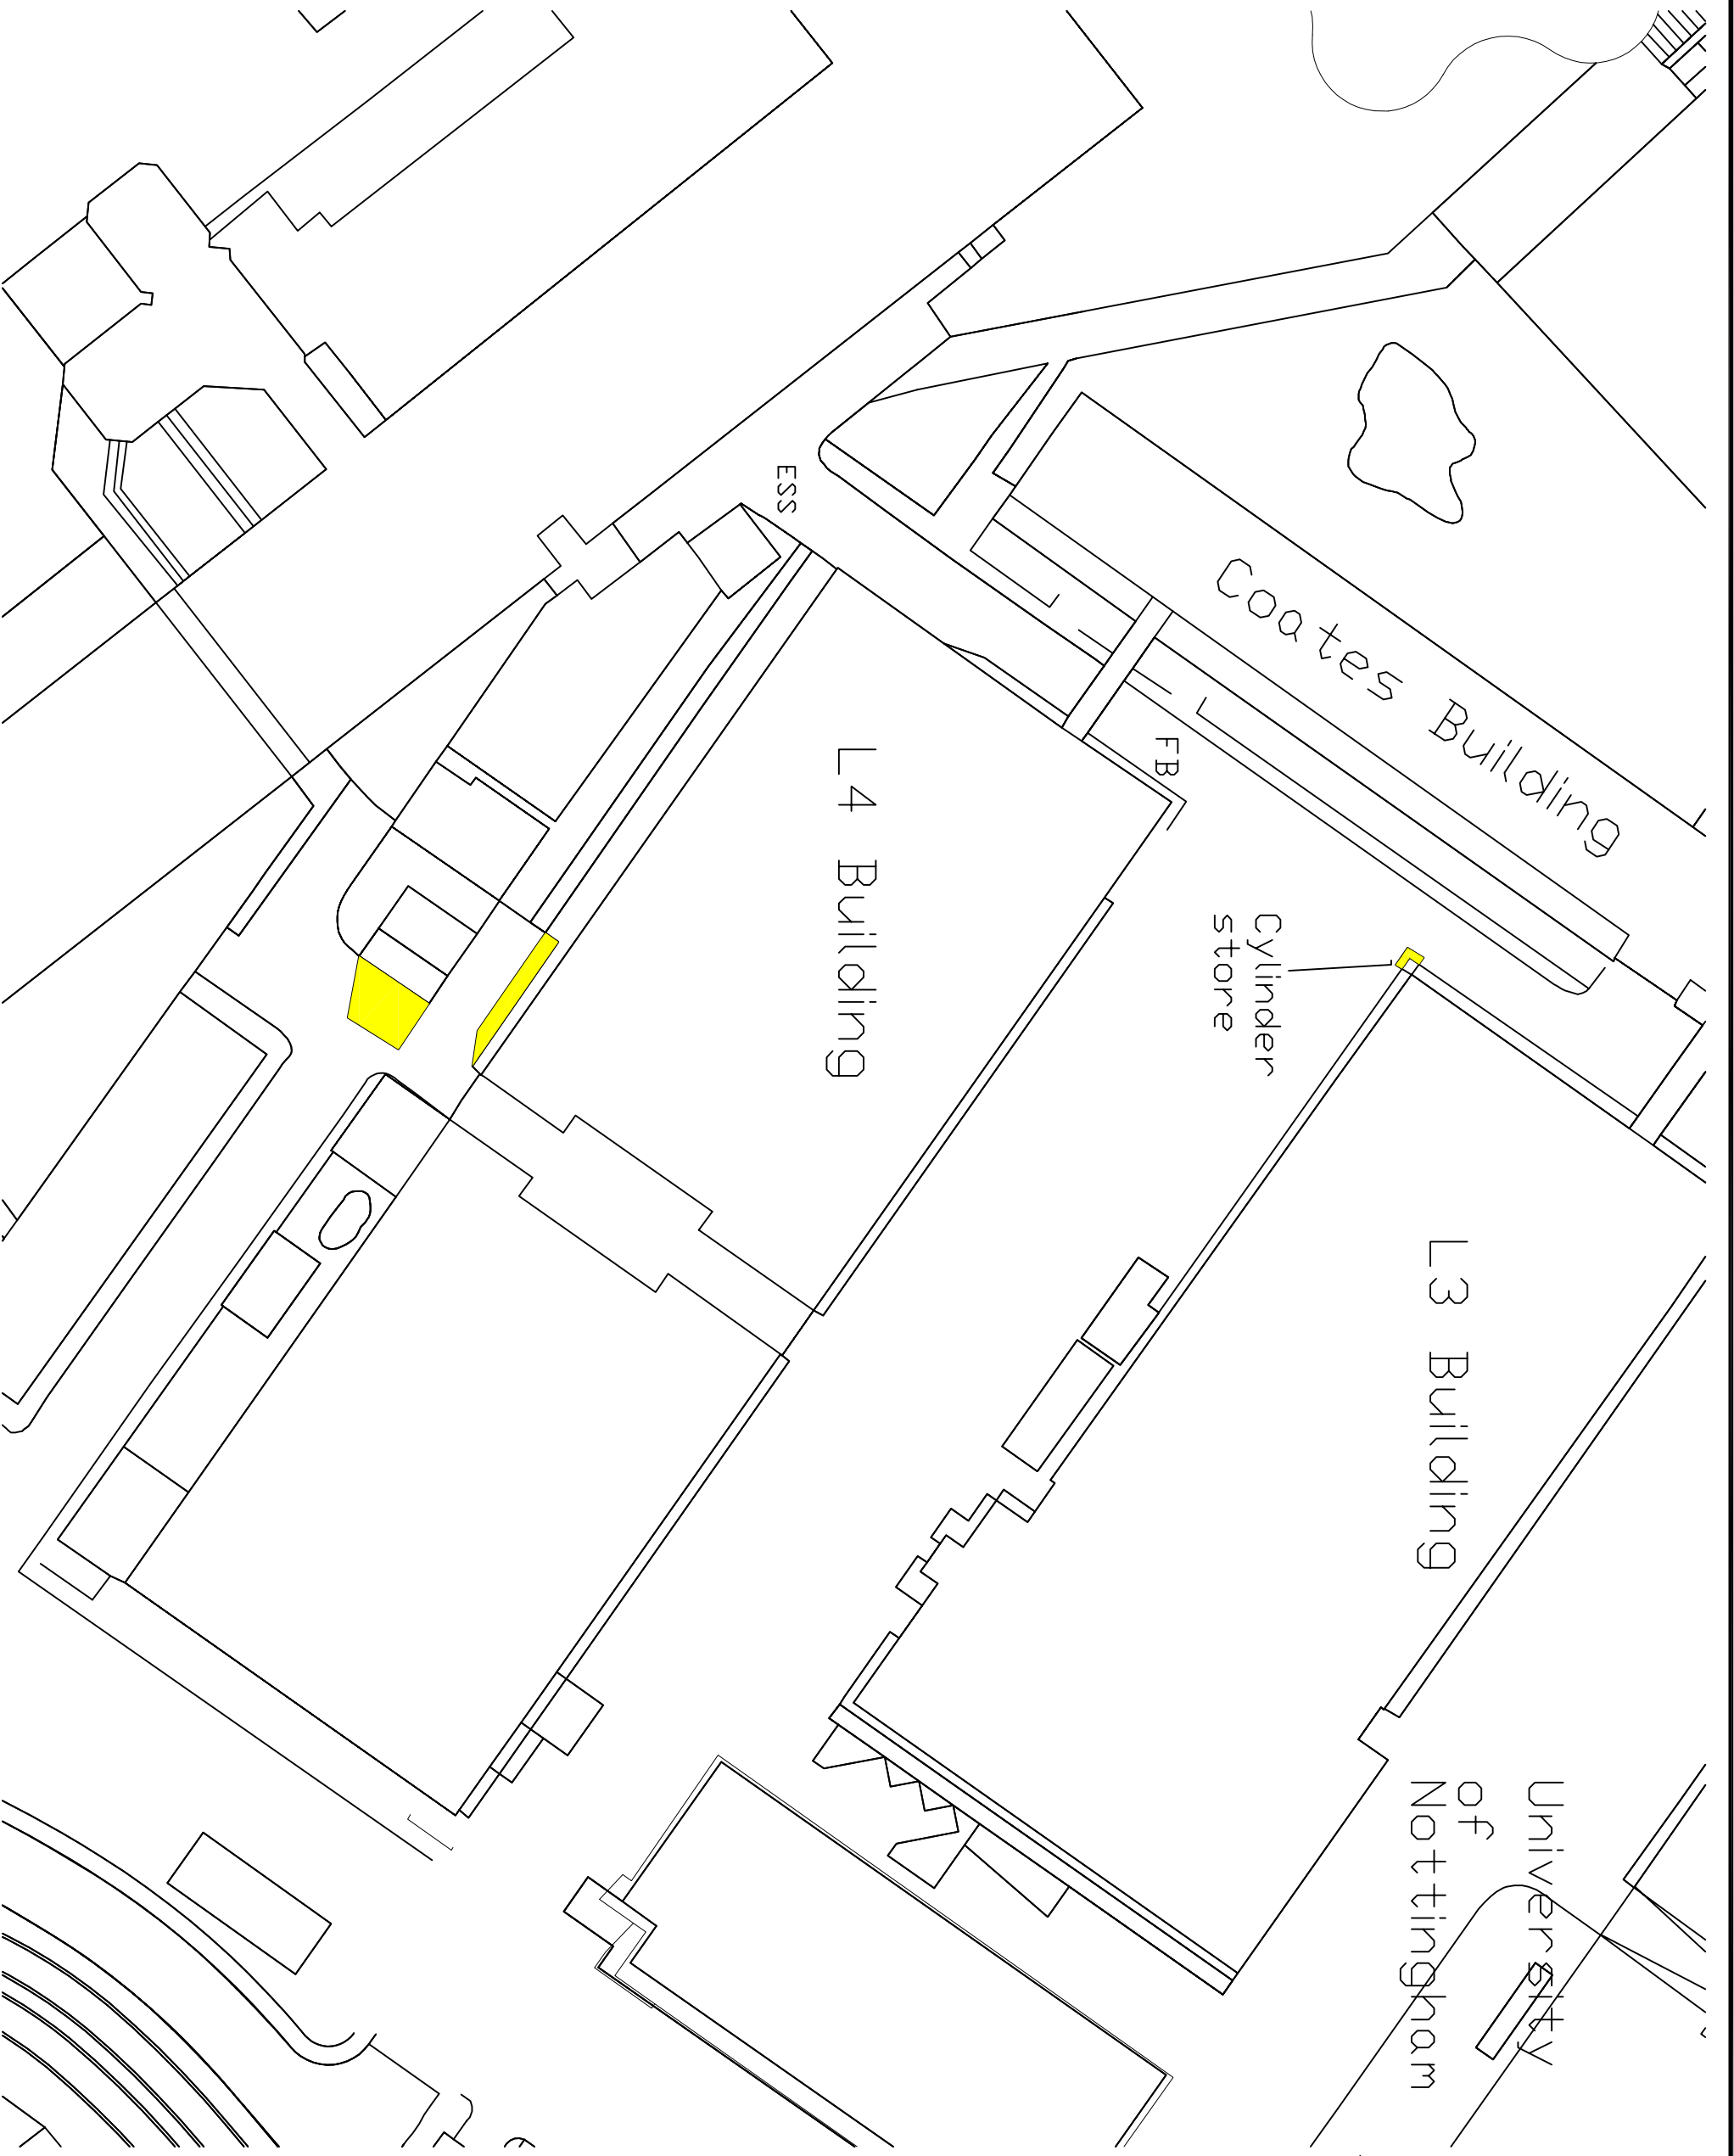 ESS
Coates Building
FB
L4 Building
Cylinder
store
L3 Building
University
of
Nottingham
e